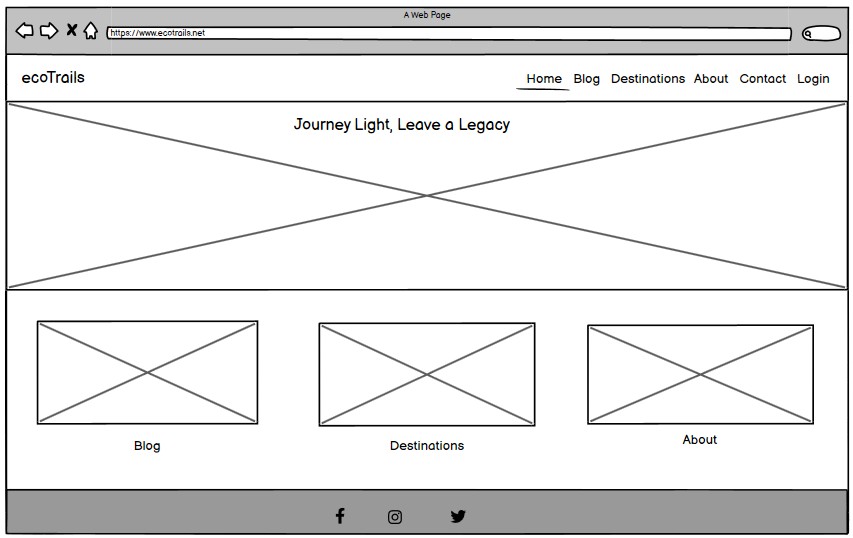 A Web Page
https://www.ecotrails.net
ecoTrails
Home Blog Destinations About Contact Login
Journey Light, Leave a Legacy
Blog
Destinations
About